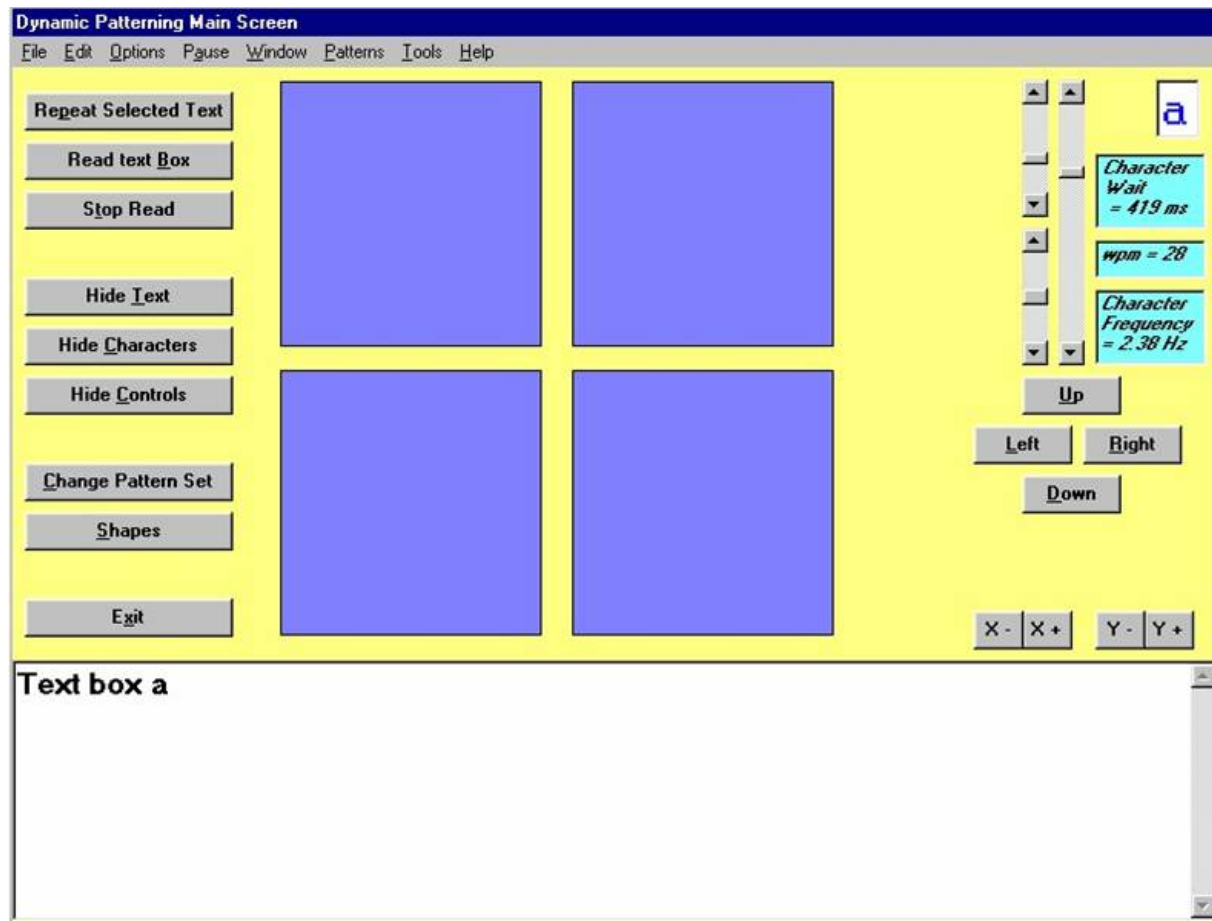 Dynamic Patterning Main Screen
File Edit Options Pause Window Patterns Tools Help
Repeat Selected Text
Read text Box
Stop Read
Hide Text
Hide Characters
Hide Controls
Change Pattern Set
Shapes
Exit
a
Character
Wait
= 419 ms
wpm = 28
Character
Frequency
= 2.38 Hz
Up
Left Right
Down
X - X + Y - Y +
Text box a